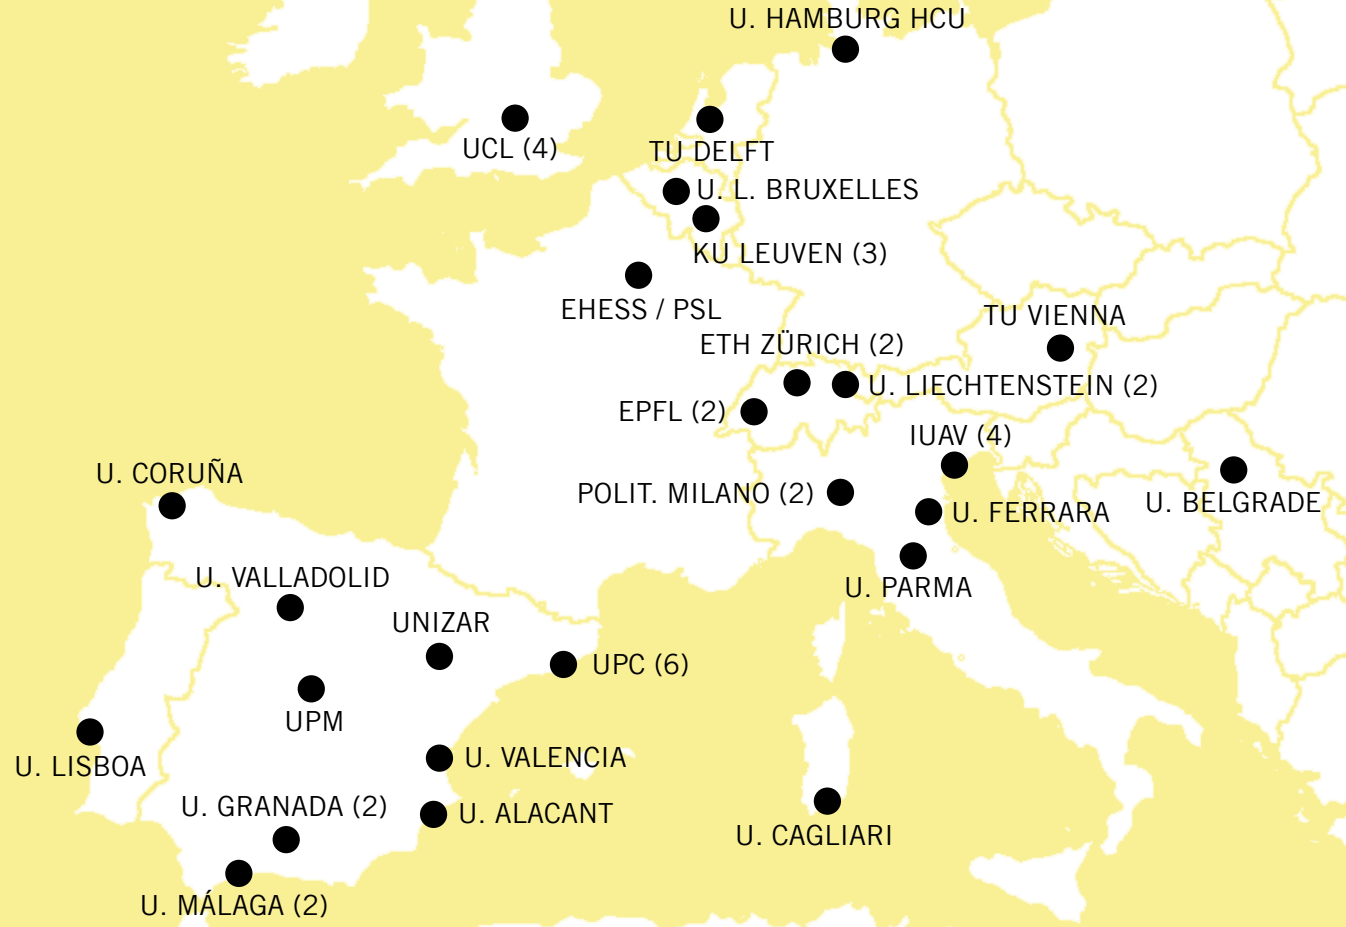 U. HAMBURG HCU
UCL (4)
TU DELFT
U. L. BRUXELLES
KU LEUVEN (3)
EHESS / PSL
TU VIENNA
ETH ZÜRICH (2)
U. LIECHTENSTEIN (2)
EPFL (2)
IUAV (4)
U. CORUÑA
POLIT. MILANO (2)
U. BELGRADE
U. FERRARA
U. VALLADOLID
U. PARMA
UNIZAR
UPC (6)
UPM
U. VALENCIA
U. LISBOA
U. GRANADA (2)
U. ALACANT
U. CAGLIARI
U. MÁLAGA (2)